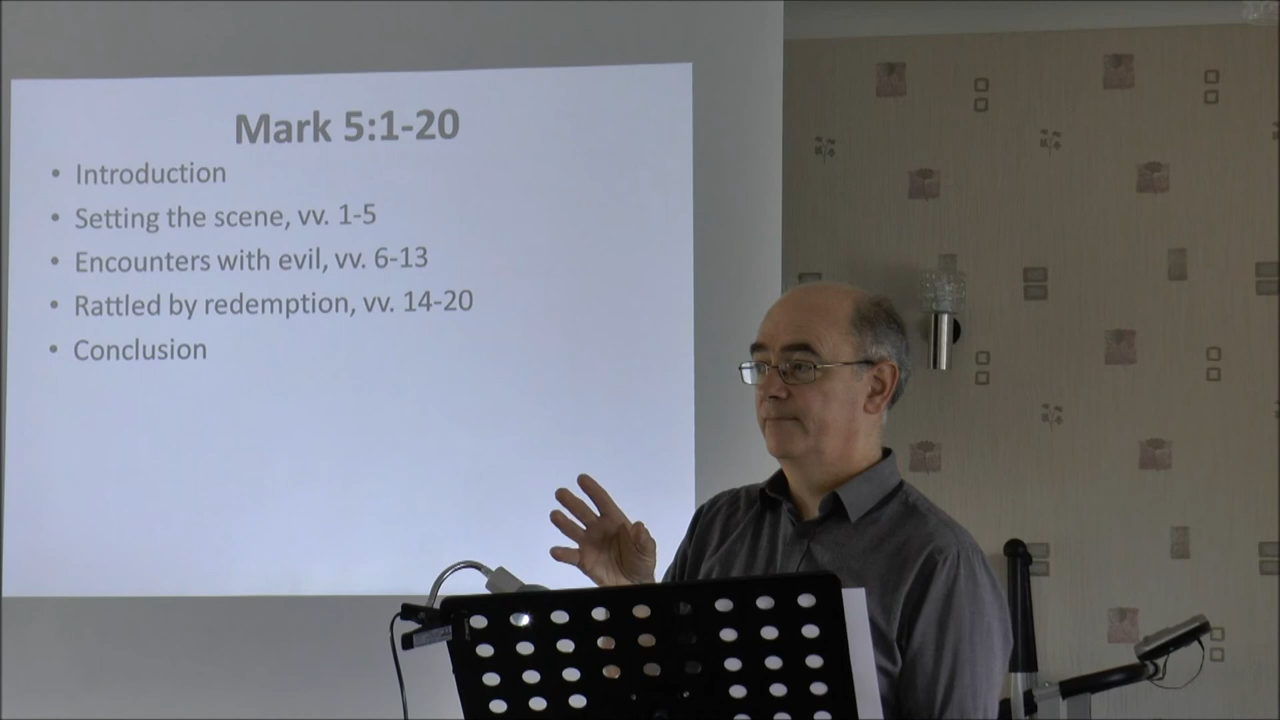 Mark 5:1-20
• Introduction
• Setting the scene, vv. 1-5
• Encounters with evil, vv. 6-13
• Rattled by redemption, vv. 14-20
• Conclusion